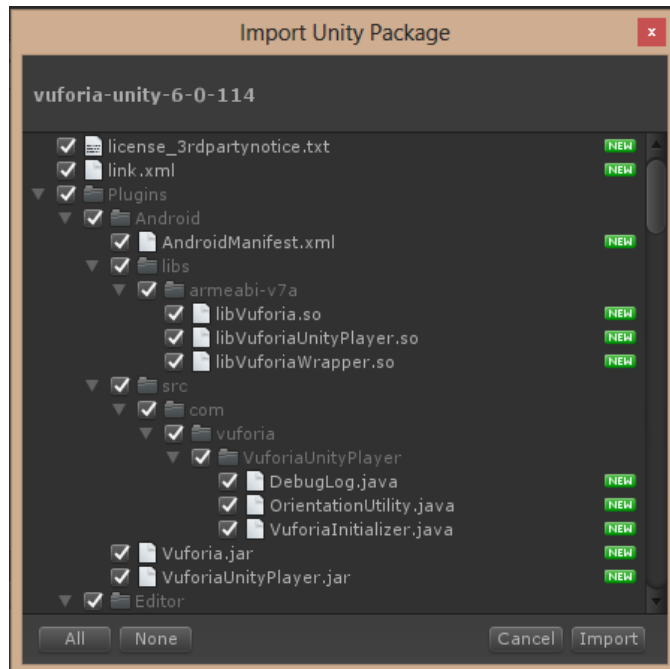 Import Unity Package
x
vuforia-unity-6-0-114
license_3rdpartynotice.txt NEW
link.xml NEW
Plugins
Android
AndroidManifest.xml NEW
libs
armeabi-v7a
libVuforia.so NEW
libVuforiaUnityPlayer.so NEW
libVuforiaWrapper.so NEW
src
com
vuforia
VuforiaUnityPlayer
DebugLog.java NEW
OrientationUtility.java NEW
VuforiaInitializer.java NEW
Vuforia.jar NEW
VuforiaUnityPlayer.jar NEW
Editor
All None Cancel Import